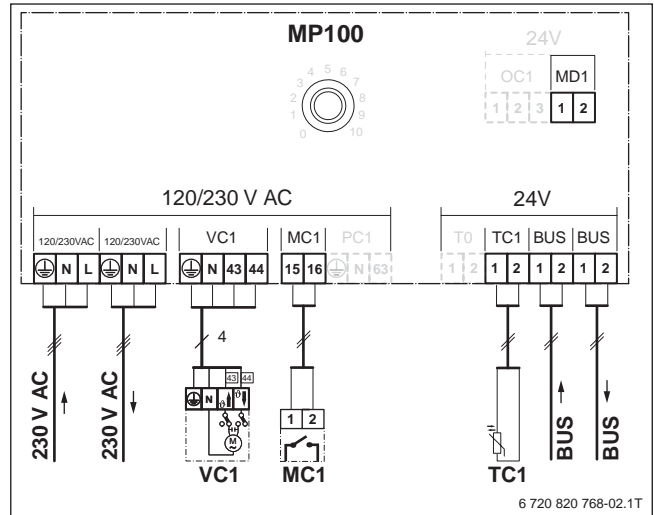 MP100
24V
0 1 2 3 4 5 6 7 8 9 10
OC1 MD1
1 2 3 1 2
120/230 V AC 24V
120/230VAC 120/230VAC VC1 MC1 PC1 T0 TC1 BUS BUS
N L N L N 43 44 15 16 N 63 1 2 1 2 1 2 1 2
4
230 V AC 230 V AC
43 44
N ϑ ϑ
M
~
1 2
BUS BUS
VC1 MC1 TC1
6 720 820 768-02.1T